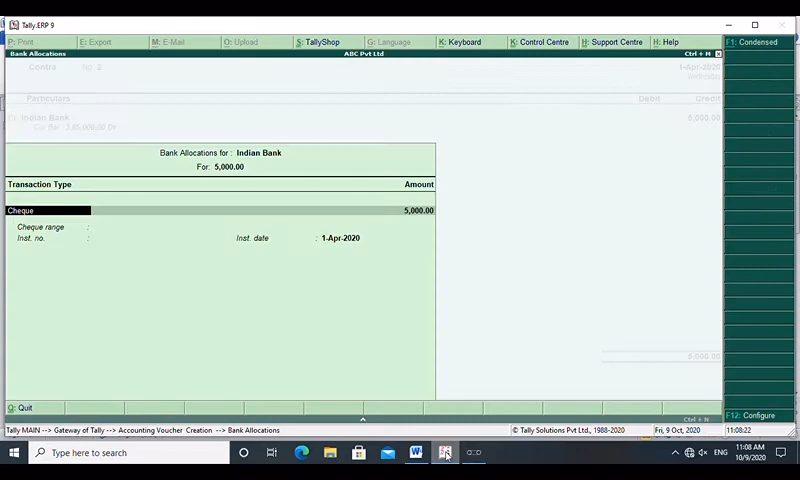 Tally.ERP 9
P: Print E: Export M: E-Mail O: Upload S: TallyShop G: Language K: Keyboard K: Control Centre H: Support Centre H: Help F1: Condensed
Bank Allocations ABC Pvt Ltd Ctrl + M
Contra No. 2 1-Apr-2020
Wednesday
Particulars Debit Credit
Indian Bank 5,000.00
Cur Bal:
Bank Allocations for : Indian Bank
For: 5,000.00
Transaction Type Amount
Cheque 5,000.00
Cheque range :
Inst. no. : Inst. date : 1-Apr-2020
5,000.00
Q: Quit F12: Configure
Ctrl + N
Tally MAIN --> Gateway of Tally --> Accounting Voucher Creation --> Bank Allocations © Tally Solutions Pvt. Ltd., 1988-2020 Fri, 9 Oct, 2020 11:08:22
Type here to search ENG 11:08 AM
10/9/2020